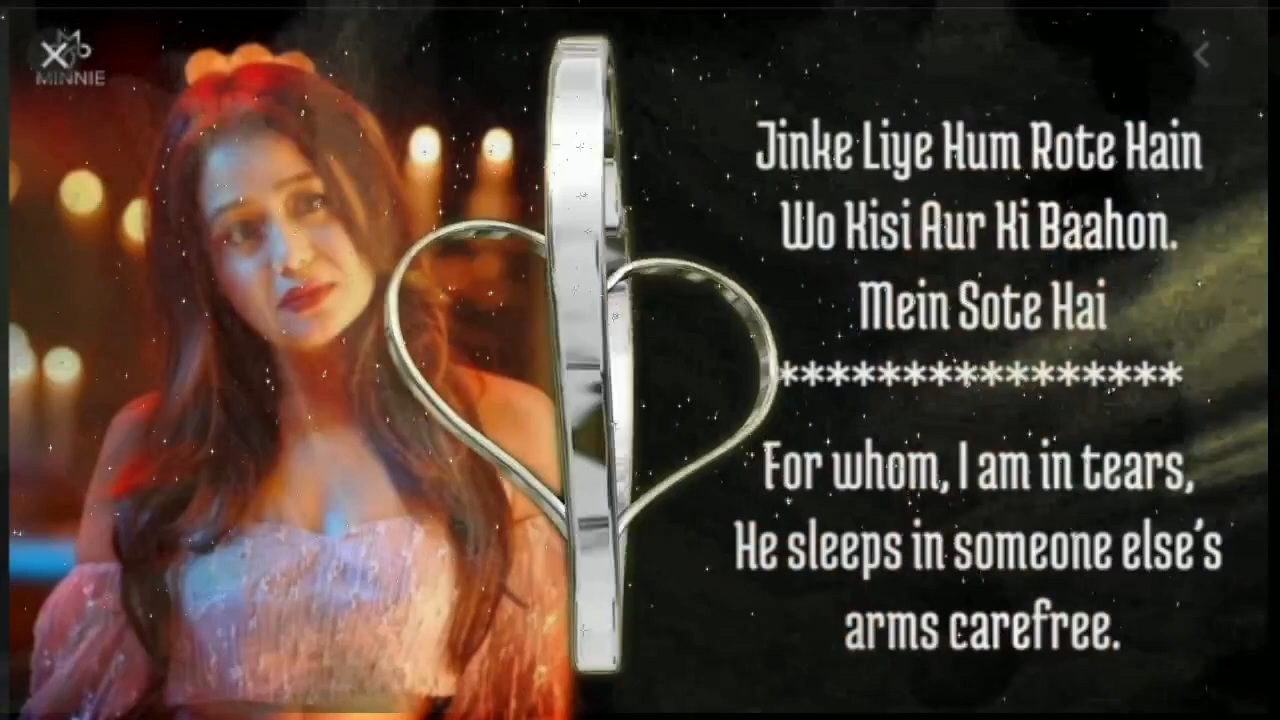 MINNIE
Jinke Liye Hum Rote Hain
Wo Kisi Aur Ki Baahon.
Mein Sote Hai
****************
For whom, I am in tears,
He sleeps in someone else's
arms carefree.